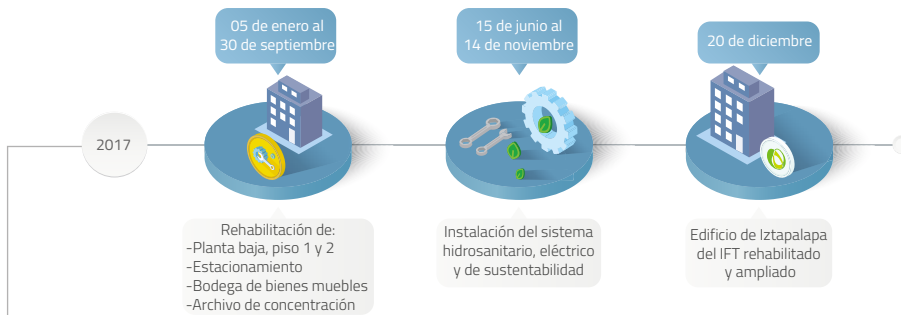 05 de enero al
30 de septiembre
15 de junio al
14 de noviembre
20 de diciembre
2017
Rehabilitación de:
-Planta baja, piso 1 y 2
-Estacionamiento
-Bodega de bienes muebles
-Archivo de concentración
Instalación del sistema
hidrosanitario, eléctrico
y de sustentabilidad
Edificio de Iztapalapa
del IFT rehabilitado
y ampliado